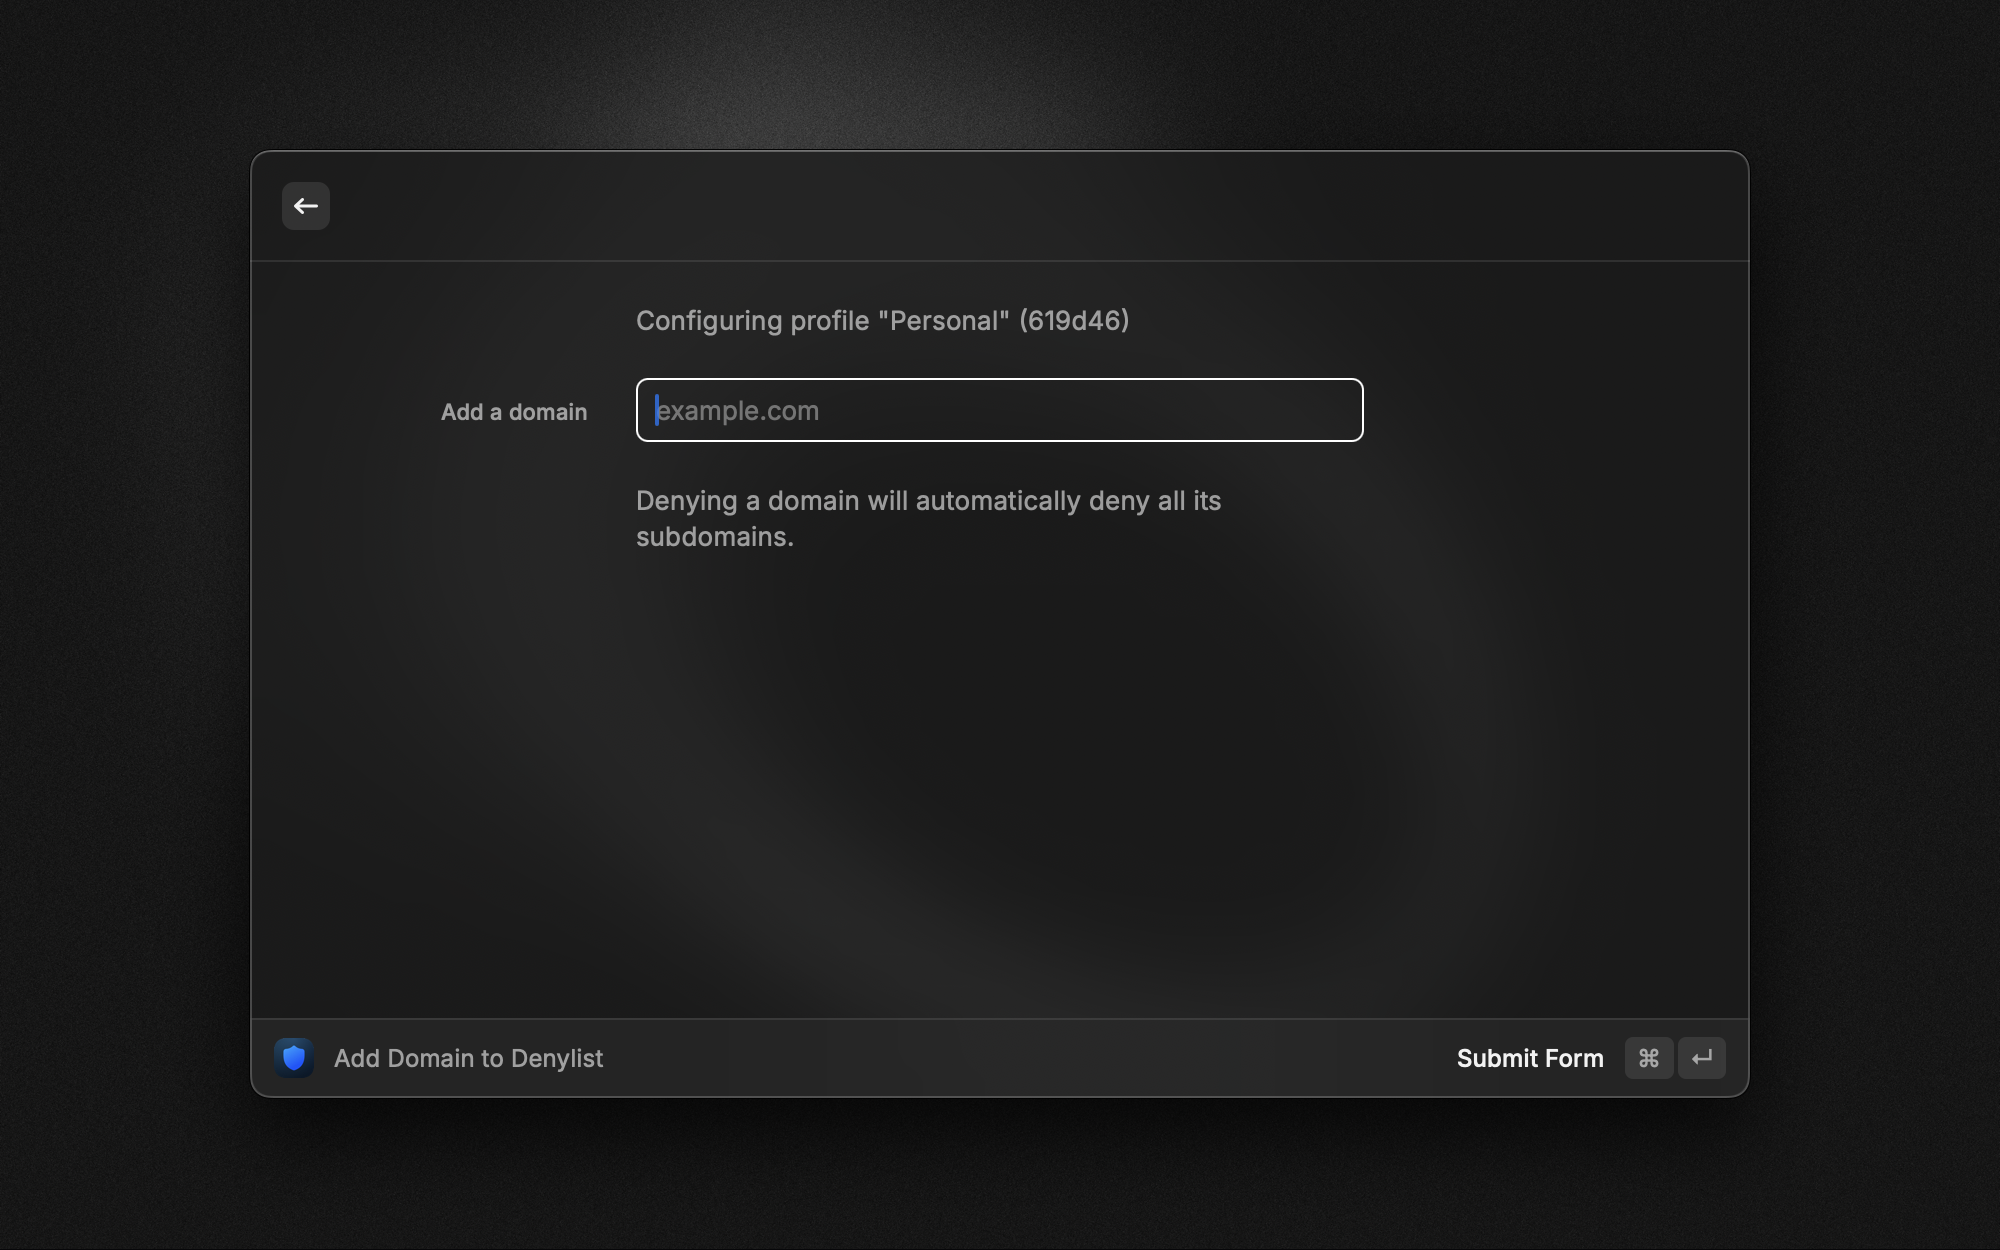 Configuring profile "Personal" (619d46)
Add a domain
example.com
Denying a domain will automatically deny all its
subdomains.
Add Domain to Denylist
Submit Form ⌘ ↵